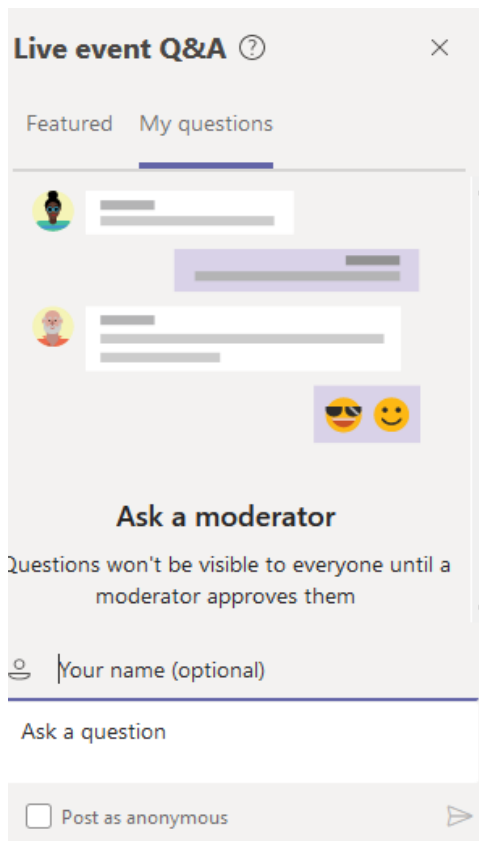 Live event Q&A ?
Featured My questions
Ask a moderator
Questions won't be visible to everyone until a
moderator approves them
Your name (optional)
Ask a question
Post as anonymous